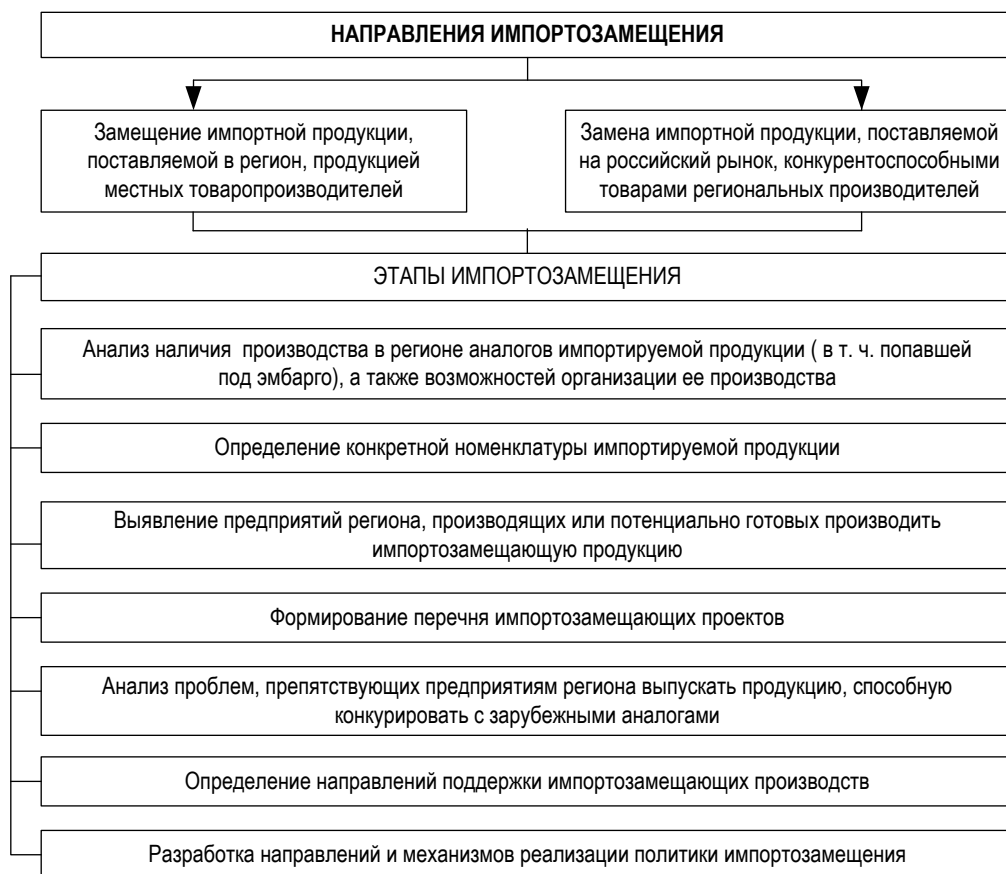 НАПРАВЛЕНИЯ ИМПОРТОЗАМЕЩЕНИЯ
Замещение импортной продукции,
поставляемой в регион, продукцией
местных товаропроизводителей
Замена импортной продукции, поставляемой
на российский рынок, конкурентоспособными
товарами региональных производителей
ЭТАПЫ ИМПОРТОЗАМЕЩЕНИЯ
Анализ наличия производства в регионе аналогов импортируемой продукции ( в т. ч. попавшей
под эмбарго), а также возможностей организации ее производства
Определение конкретной номенклатуры импортируемой продукции
Выявление предприятий региона, производящих или потенциально готовых производить
импортозамещающую продукцию
Формирование перечня импортозамещающих проектов
Анализ проблем, препятствующих предприятиям региона выпускать продукцию, способную
конкурировать с зарубежными аналогами
Определение направлений поддержки импортозамещающих производств
Разработка направлений и механизмов реализации политики импортозамещения